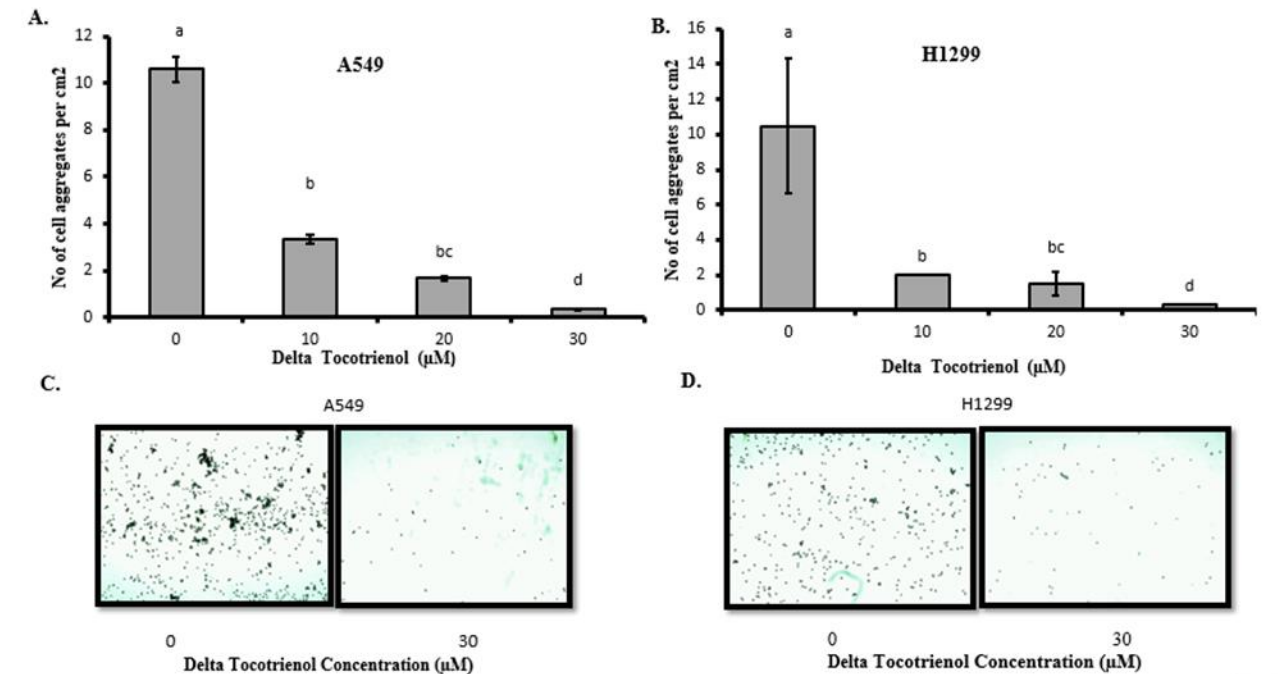 A.
A549
No of cell aggregates per cm2
12
10
8
6
4
2
0
a
b
bc
d
0 10 20 30
Delta Tocotrienol (µM)
B.
H1299
No of cell aggregates per cm2
16
14
12
10
8
6
4
2
0
a
b
bc
d
0 10 20 30
Delta Tocotrienol (µM)
C.
A549
0 30
Delta Tocotrienol Concentration (µM)
D.
H1299
0 30
Delta Tocotrienol Concentration (µM)